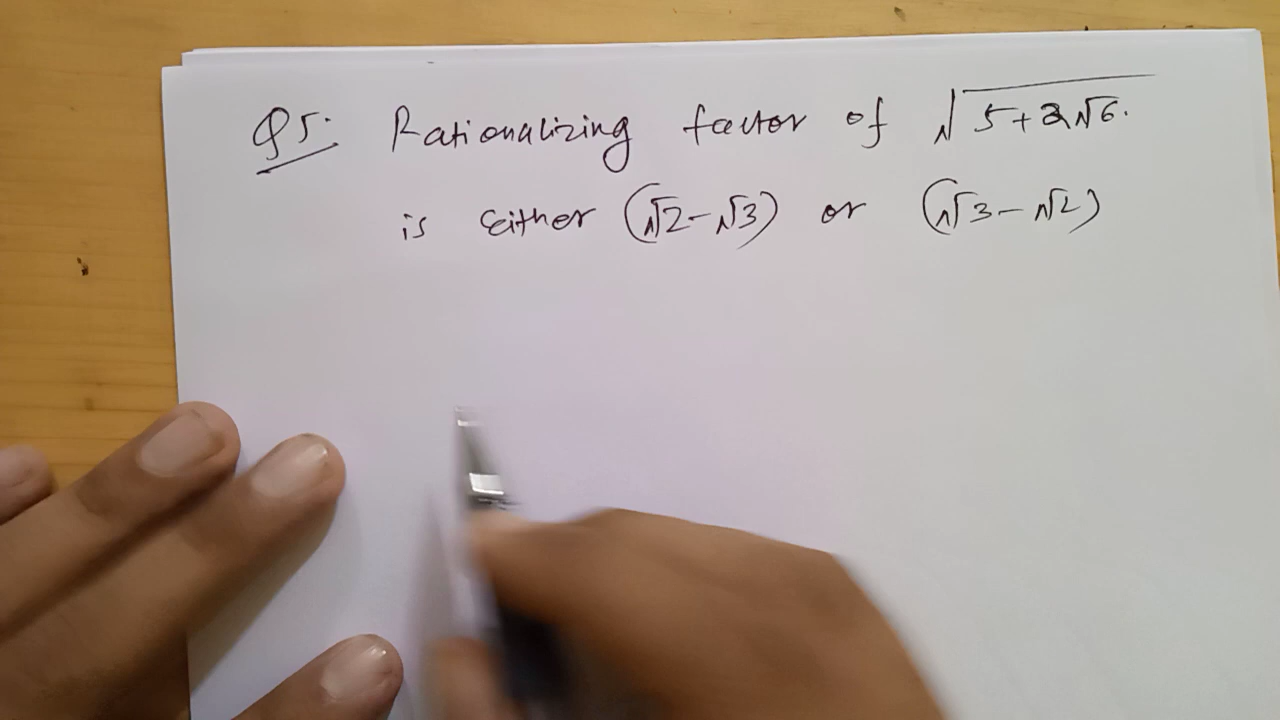 Q5. Rationalizing factor of √5+2√6.
is either (√2-√3) or (√3-√2)